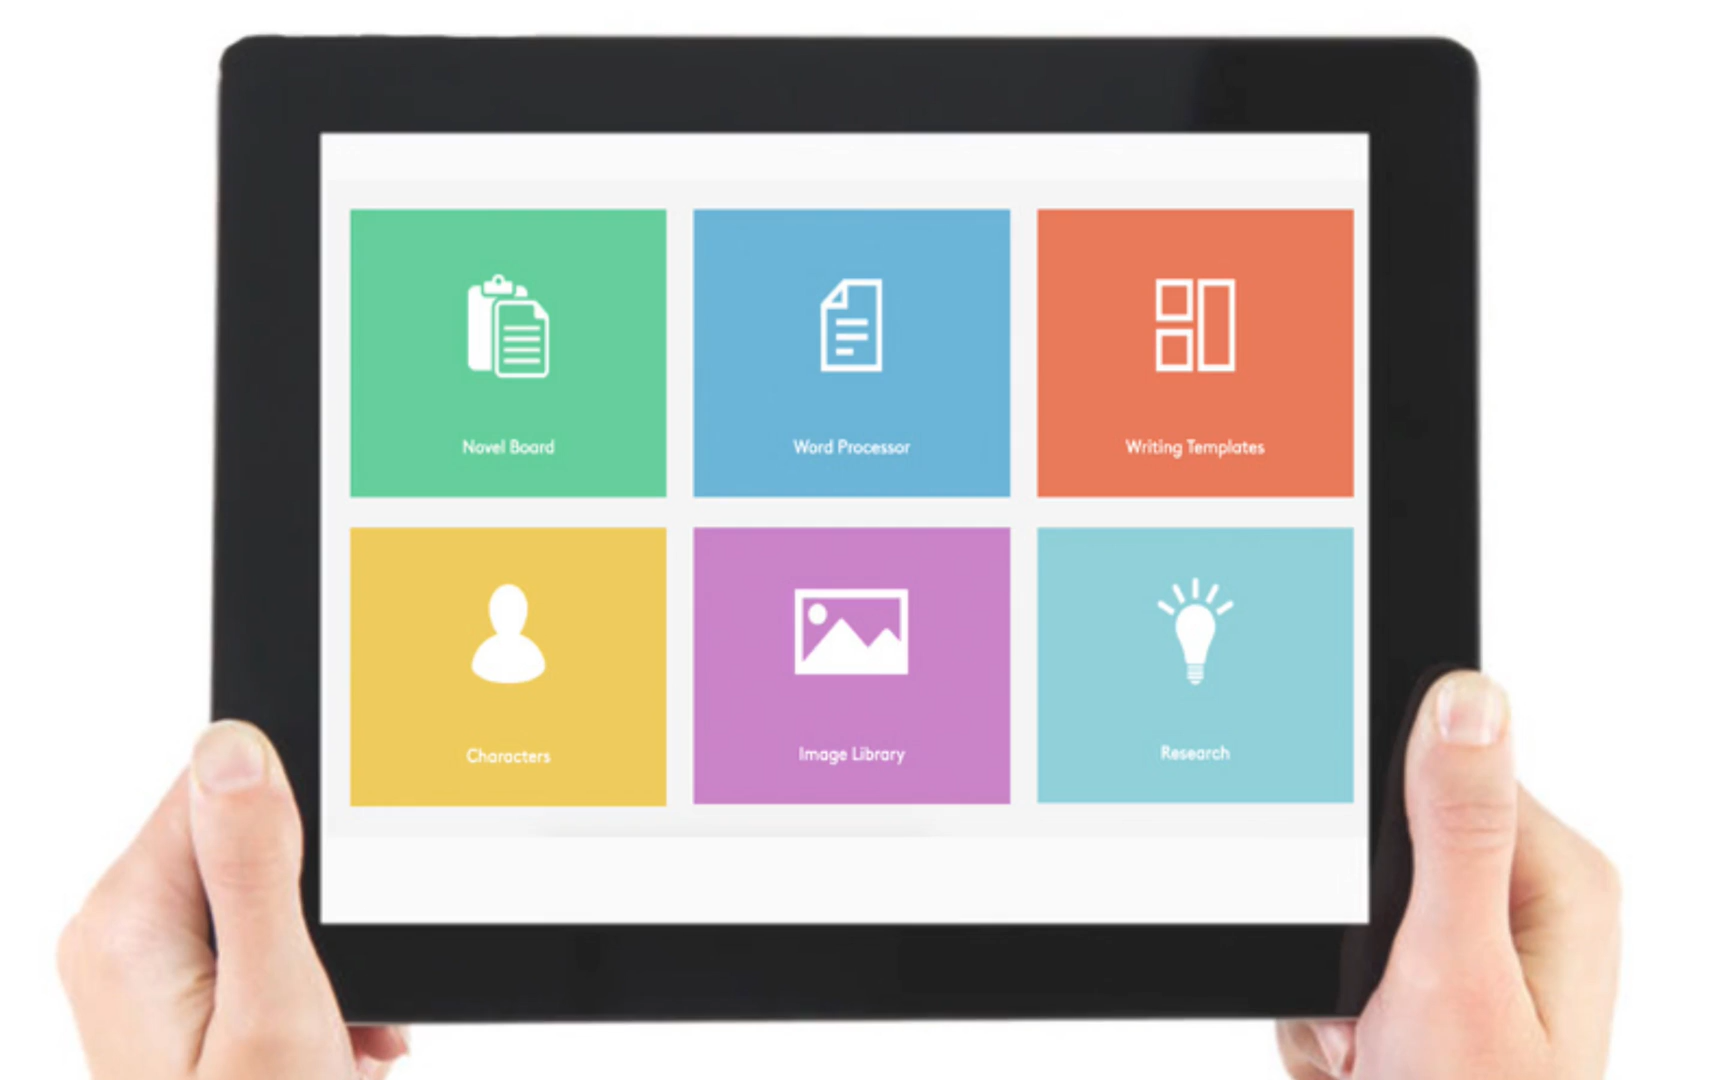 Novel Board
Word Processor
Writing Templates
Characters
Image Library
Research